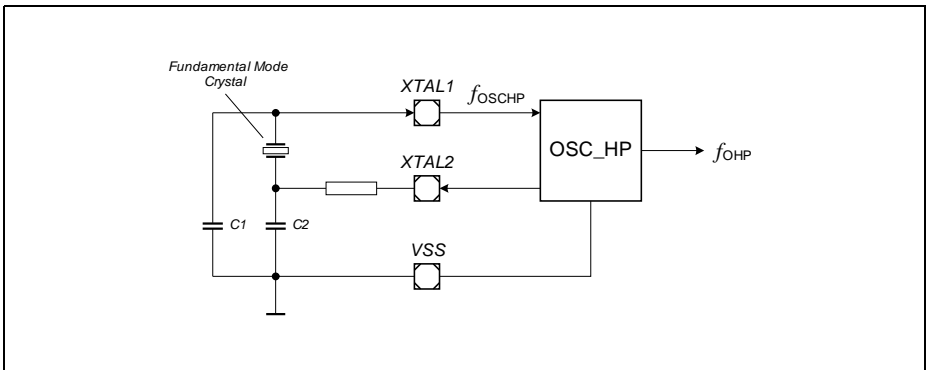 Fundamental Mode
Crystal
XTAL1
fOSCHP
OSC_HP
fOHP
XTAL2
C1
C2
VSS